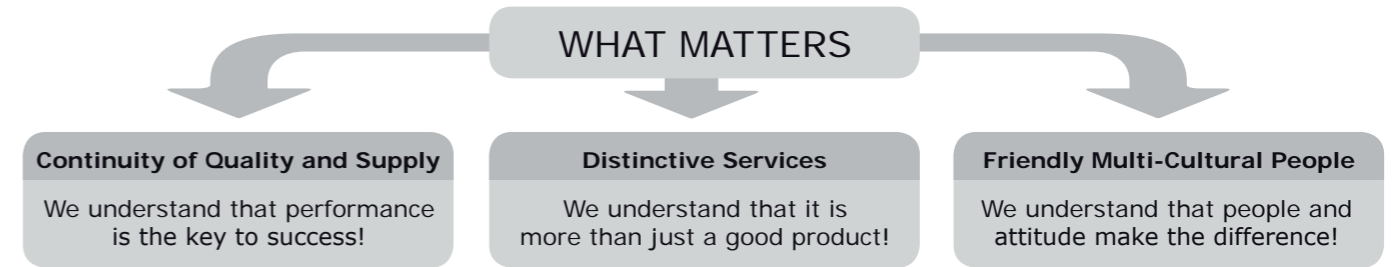 WHAT MATTERS
Continuity of Quality and Supply
We understand that performance
is the key to success!
Distinctive Services
We understand that it is
more than just a good product!
Friendly Multi-Cultural People
We understand that people and
attitude make the difference!